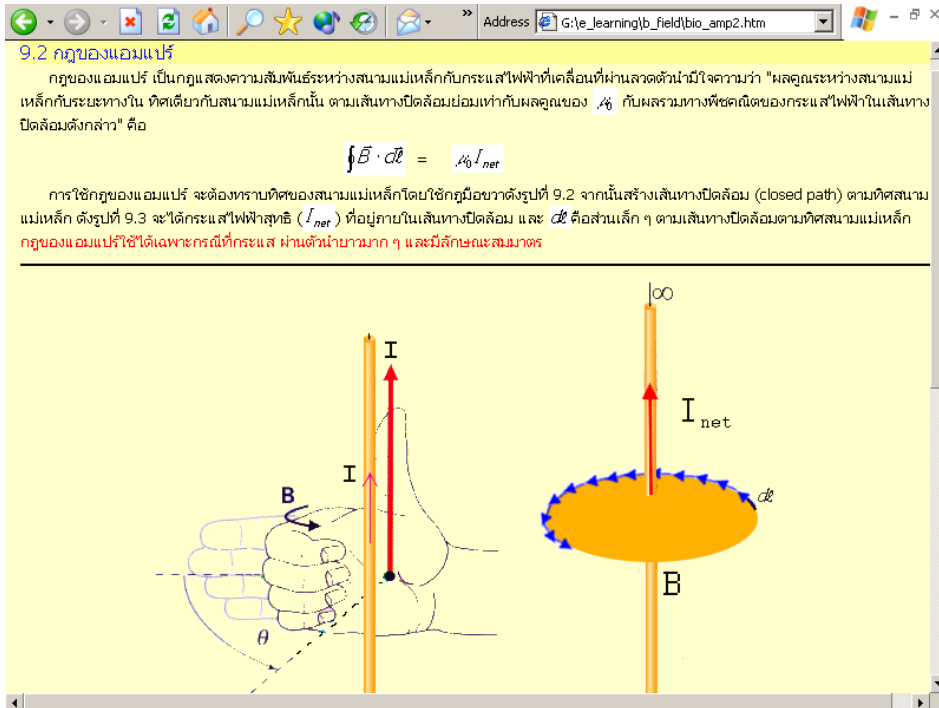 Address G:\e_learning\b_field\bio_amp2.htm
9.2 กฎของแอมแปร์
กฎของแอมแปร์ เป็นกฎแสดงความสัมพันธ์ระหว่างสนามแม่เหล็กกับกระแสไฟฟ้าที่เคลื่อนที่ผ่านลวดตัวนำมีใจความว่า "ผลคูณระหว่างสนามแม่
เหล็กกับระยะทางใน ทิศเดียวกับสนามแม่เหล็กนั้น ตามเส้นทางปิดล้อมย่อมเท่ากับผลคูณของ μ₀ กับผลรวมทางพีชคณิตของกระแสไฟฟ้าในเส้นทาง
ปิดล้อมดังกล่าว" คือ
∮B⃗ · dℓ⃗ = μ₀ I net
การใช้กฎของแอมแปร์ จะต้องทราบทิศของสนามแม่เหล็กโดยใช้กฎมือขวาดังรูปที่ 9.2 จากนั้นสร้างเส้นทางปิดล้อม (closed path) ตามทิศสนาม
แม่เหล็ก ดังรูปที่ 9.3 จะได้กระแสไฟฟ้าสุทธิ ( I net ) ที่อยู่ภายในเส้นทางปิดล้อม และ dℓ คือส่วนเล็ก ๆ ตามเส้นทางปิดล้อมตามทิศสนามแม่เหล็ก
กฎของแอมแปร์ใช้ได้เฉพาะกรณีที่กระแส ผ่านตัวนำยาวมาก ๆ และมีลักษณะสมมาตร
∞
I
I net
I
B
dℓ
B
θ